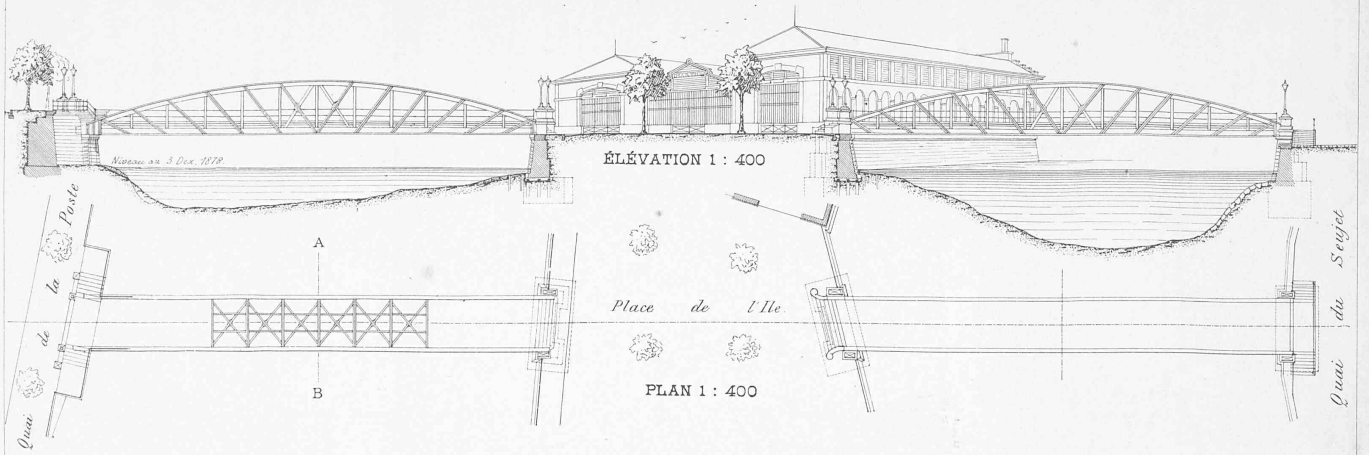 Niveau au 3 Dex. 1878.
ÉLÉVATION 1 : 400
Quai de la Poste
A
Place de l'Ile.
B
PLAN 1 : 400
Quai du Seujet